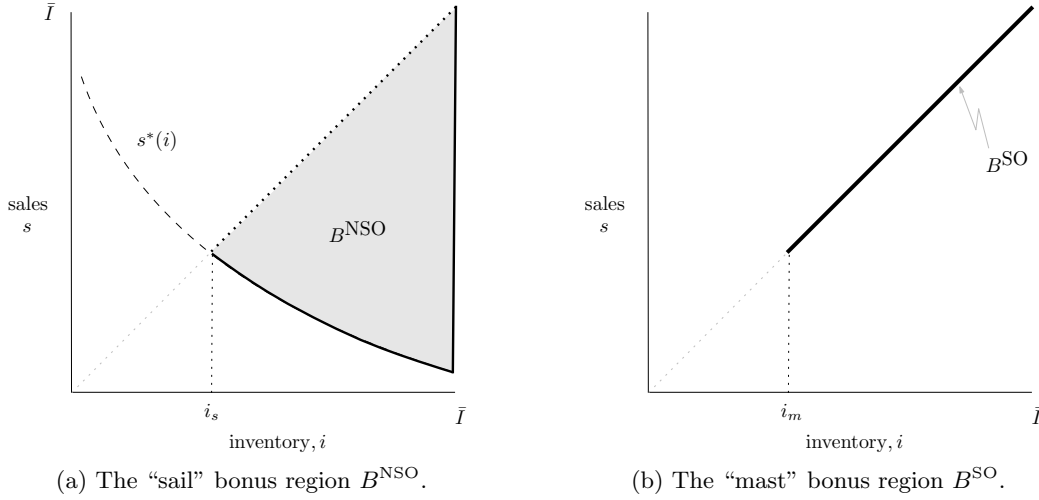 Ī
s*(i)
sales
s
B^NSO
i_s
Ī
inventory, i
(a) The “sail” bonus region B^NSO.
sales
s
B^SO
i_m
Ī
inventory, i
(b) The “mast” bonus region B^SO.